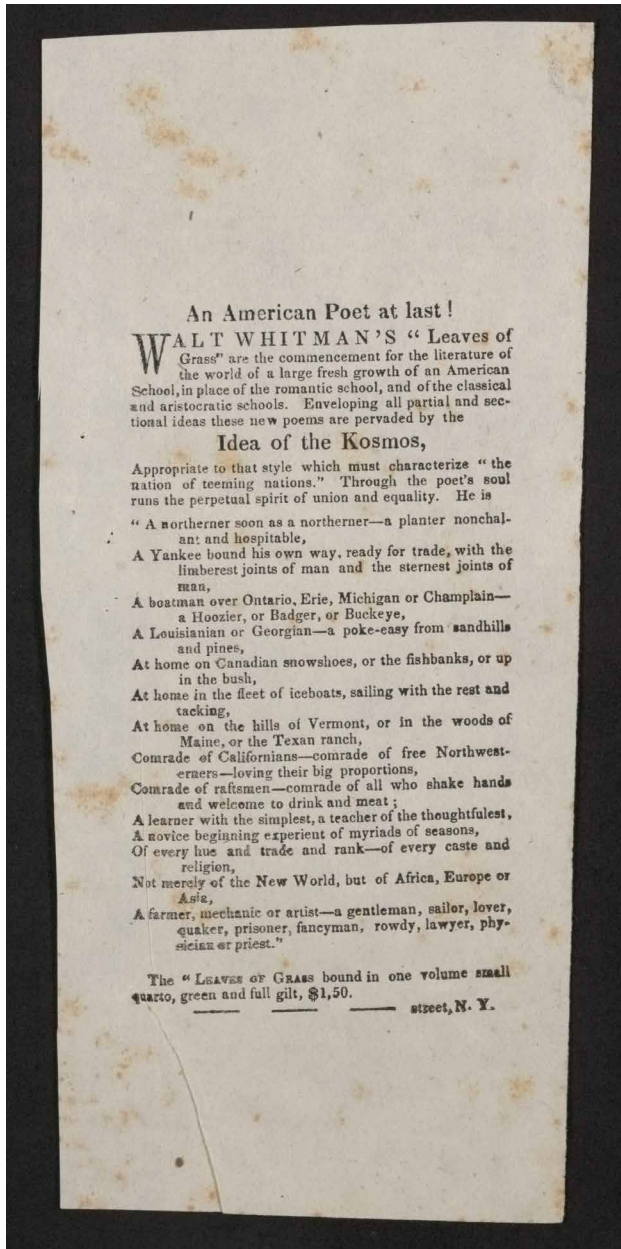 An American Poet at last!
WALT WHITMAN'S “ Leaves of
Grass” are the commencement for the literature of
the world of a large fresh growth of an American
School, in place of the romantic school, and of the classical
and aristocratic schools. Enveloping all partial and sec-
tional ideas these new poems are pervaded by the
Idea of the Kosmos,
Appropriate to that style which must characterize “ the
nation of teeming nations.” Through the poet's soul
runs the perpetual spirit of union and equality. He is
“ A northerner soon as a northerner—a planter nonchal-
ant and hospitable,
A Yankee bound his own way, ready for trade, with the
limberest joints of man and the sternest joints of
man,
A boatman over Ontario, Erie, Michigan or Champlain—
a Hoozier, or Badger, or Buckeye,
A Louisianian or Georgian—a poke-easy from sandhills
and pines,
At home on Canadian snowshoes, or the fishbanks, or up
in the bush,
At home in the fleet of iceboats, sailing with the rest and
tacking,
At home on the hills of Vermont, or in the woods of
Maine, or the Texan ranch,
Comrade of Californians—comrade of free Northwest-
erners—loving their big proportions,
Comrade of raftsmen—comrade of all who shake hands
and welcome to drink and meat ;
A learner with the simplest, a teacher of the thoughtfulest,
A novice beginning experient of myriads of seasons,
Of every hue and trade and rank—of every caste and
religion,
Not merely of the New World, but of Africa, Europe or
Asia,
A farmer, mechanic or artist—a gentleman, sailor, lover,
quaker, prisoner, fancyman, rowdy, lawyer, phy-
sician or priest.”
The “ LEAVES OF GRASS bound in one volume small
quarto, green and full gilt, $1,50.
— — — street, N. Y.